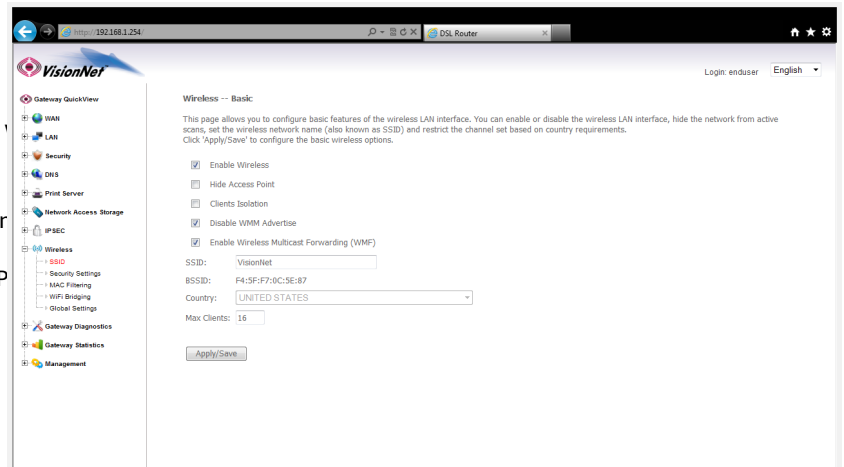 http://192.168.1.254/
DSL Router
VisionNet
Login: enduser
English
Gateway QuickView
WAN
LAN
Security
DNS
Print Server
Network Access Storage
IPSEC
Wireless
SSID
Security Settings
MAC Filtering
WiFi Bridging
Global Settings
Gateway Diagnostics
Gateway Statistics
Management
Wireless -- Basic
This page allows you to configure basic features of the wireless LAN interface. You can enable or disable the wireless LAN interface, hide the network from active
scans, set the wireless network name (also known as SSID) and restrict the channel set based on country requirements.
Click 'Apply/Save' to configure the basic wireless options.
Enable Wireless
Hide Access Point
Clients Isolation
Disable WMM Advertise
Enable Wireless Multicast Forwarding (WMF)
SSID: VisionNet
BSSID: F4:5F:F7:0C:5E:87
Country: UNITED STATES
Max Clients: 16
Apply/Save